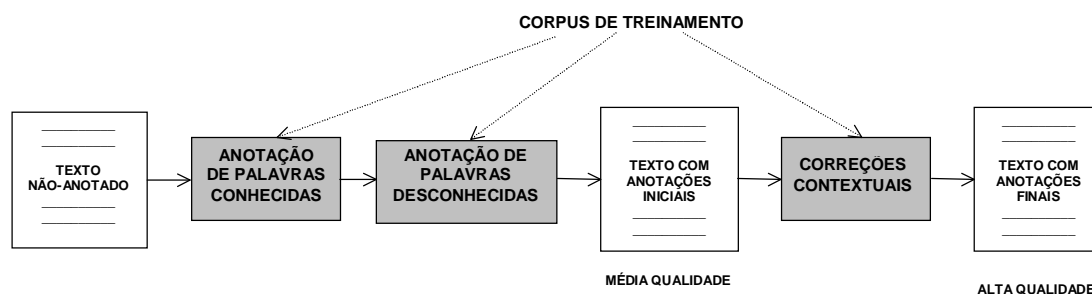 CORPUS DE TREINAMENTO
TEXTO
NÃO-ANOTADO
ANOTAÇÃO
DE PALAVRAS
CONHECIDAS
ANOTAÇÃO DE
PALAVRAS
DESCONHECIDAS
TEXTO COM
ANOTAÇÕES
INICIAIS
CORREÇÕES
CONTEXTUAIS
TEXTO COM
ANOTAÇÕES
FINAIS
MÉDIA QUALIDADE
ALTA QUALIDADE